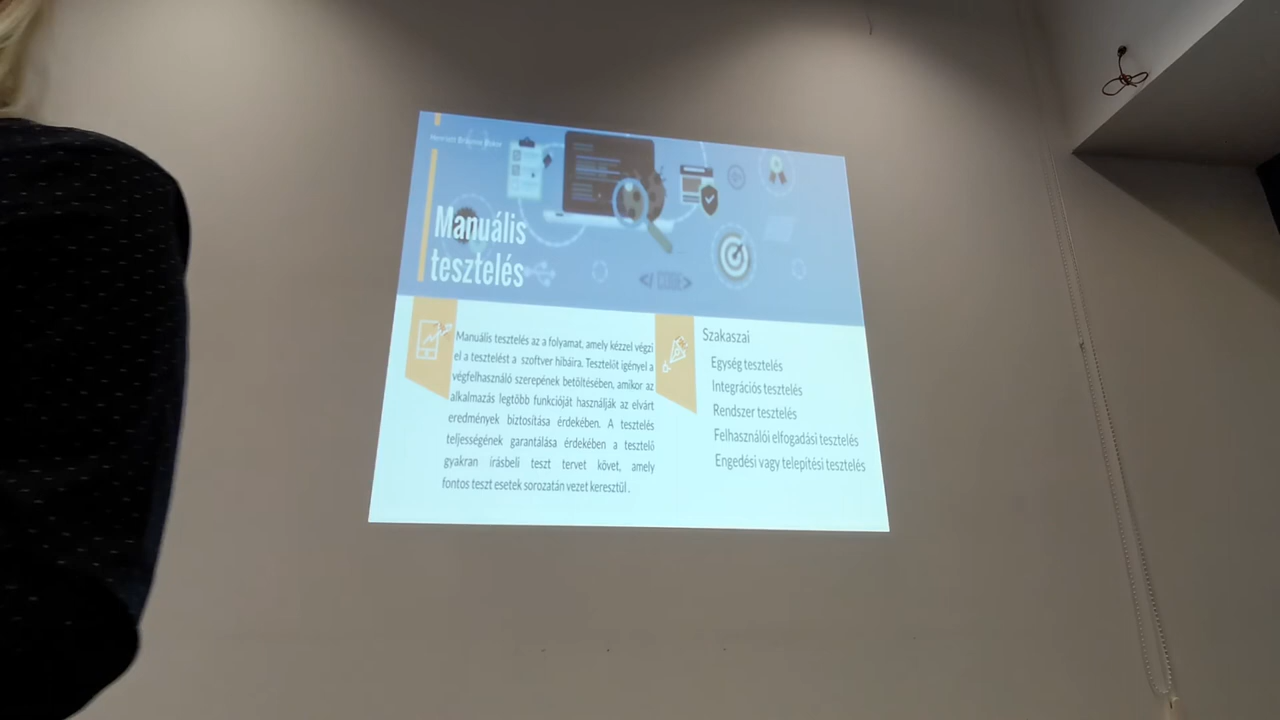 Manuális
tesztelés
</> CODE>
Manuális tesztelés az a folyamat, amely kézzel végzi
el a tesztelést a szoftver hibáira. Tesztelőt igényel a
végfelhasználó szerepének betöltésében, amikor az
alkalmazás legtöbb funkcióját használják az elvárt
eredmények biztosítása érdekében. A tesztelés
teljességének garantálása érdekében a tesztelő
gyakran írásbeli teszt tervet követ, amely
fontos teszt esetek sorozatán vezet keresztül.
Szakaszai
Egység tesztelés
Integrációs tesztelés
Rendszer tesztelés
Felhasználói elfogadási tesztelés
Engedési vagy telepítési tesztelés